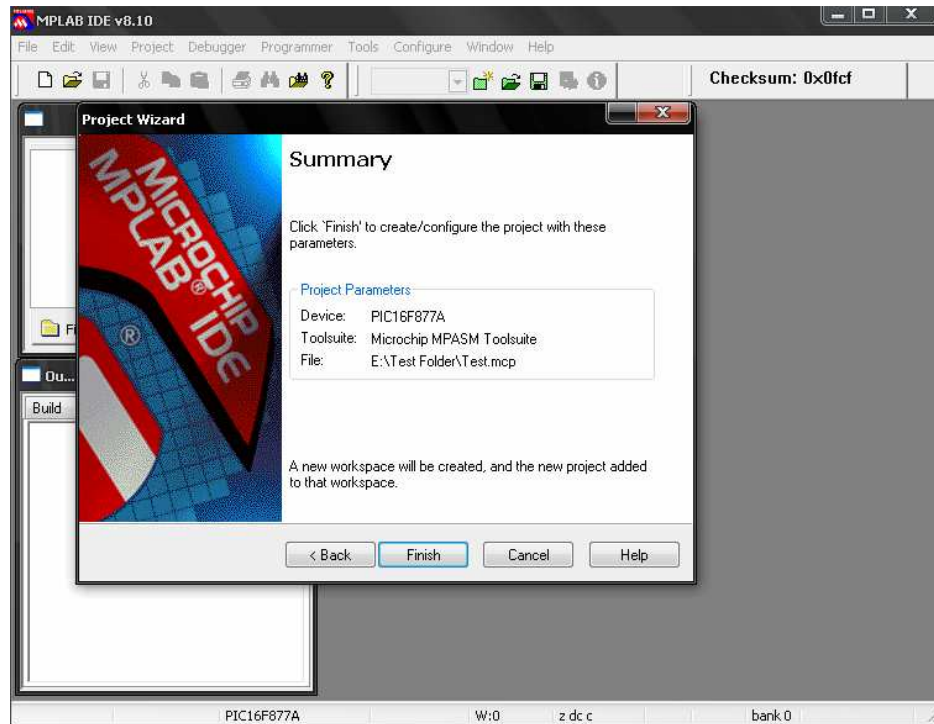 MPLAB IDE v8.10
File Edit View Project Debugger Programmer Tools Configure Window Help
Checksum: 0x0fcf
Project Wizard
MICROCHIP
MPLAB® IDE
®
Summary
Click 'Finish' to create/configure the project with these
parameters.
Project Parameters
Device: PIC16F877A
Toolsuite: Microchip MPASM Toolsuite
File: E:\Test Folder\Test.mcp
Fi
Ou...
Build
A new workspace will be created, and the new project added
to that workspace.
< Back Finish Cancel Help
PIC16F877A W:0 z dc c bank 0